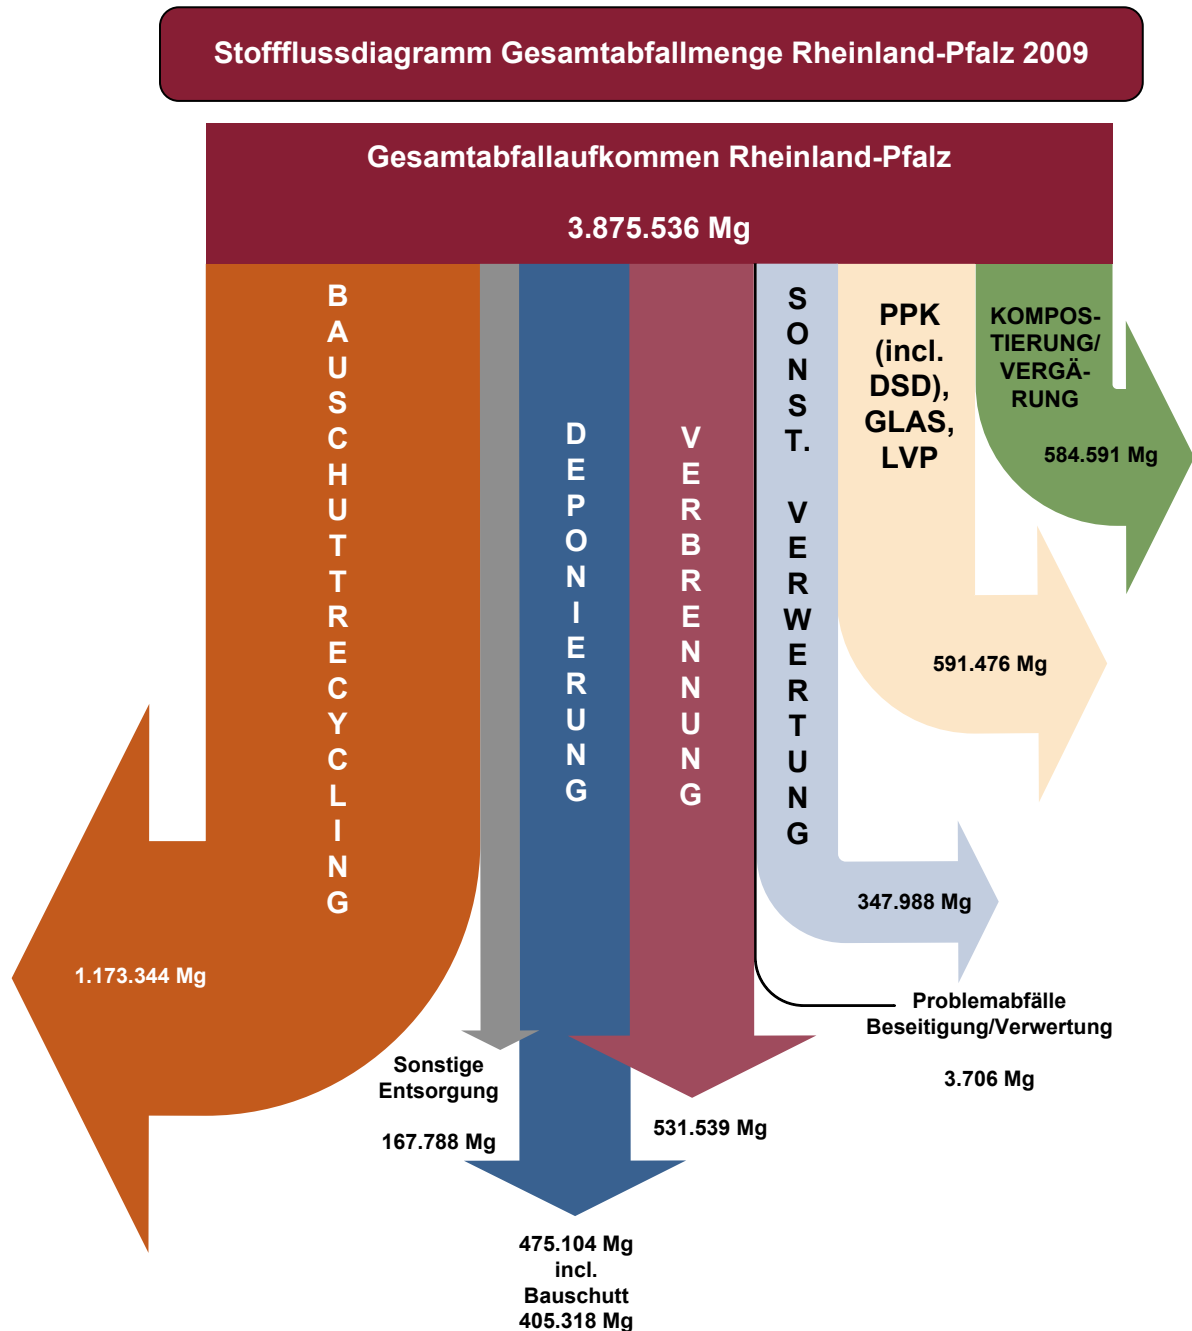 Stoffflussdiagramm Gesamtabfallmenge Rheinland-Pfalz 2009
Gesamtabfallaufkommen Rheinland-Pfalz
3.875.536 Mg
BAUSCHUTTRECYCLING
1.173.344 Mg
Sonstige
Entsorgung
167.788 Mg
DEPONIERUNG
475.104 Mg
incl.
Bauschutt
405.318 Mg
VERBRENNUNG
531.539 Mg
Problemabfälle
Beseitigung/Verwertung
3.706 Mg
SONST. VERWERTUNG
347.988 Mg
PPK
(incl.
DSD),
GLAS,
LVP
591.476 Mg
KOMPOS-
TIERUNG/
VERGÄ-
RUNG
584.591 Mg